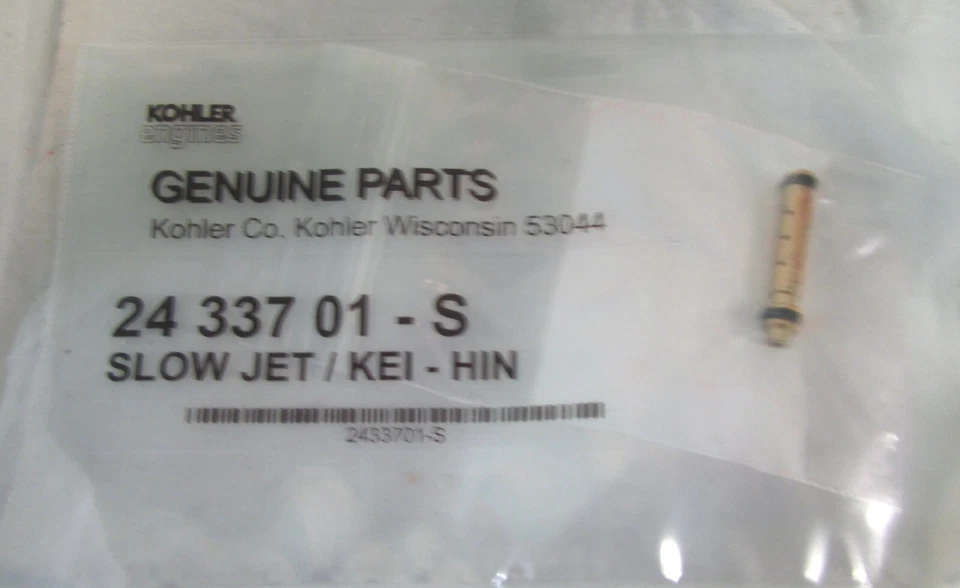 KOHLER
engines
GENUINE PARTS
Kohler Co. Kohler Wisconsin 53044
24 337 01 - S
SLOW JET / KEI - HIN
2433701-S